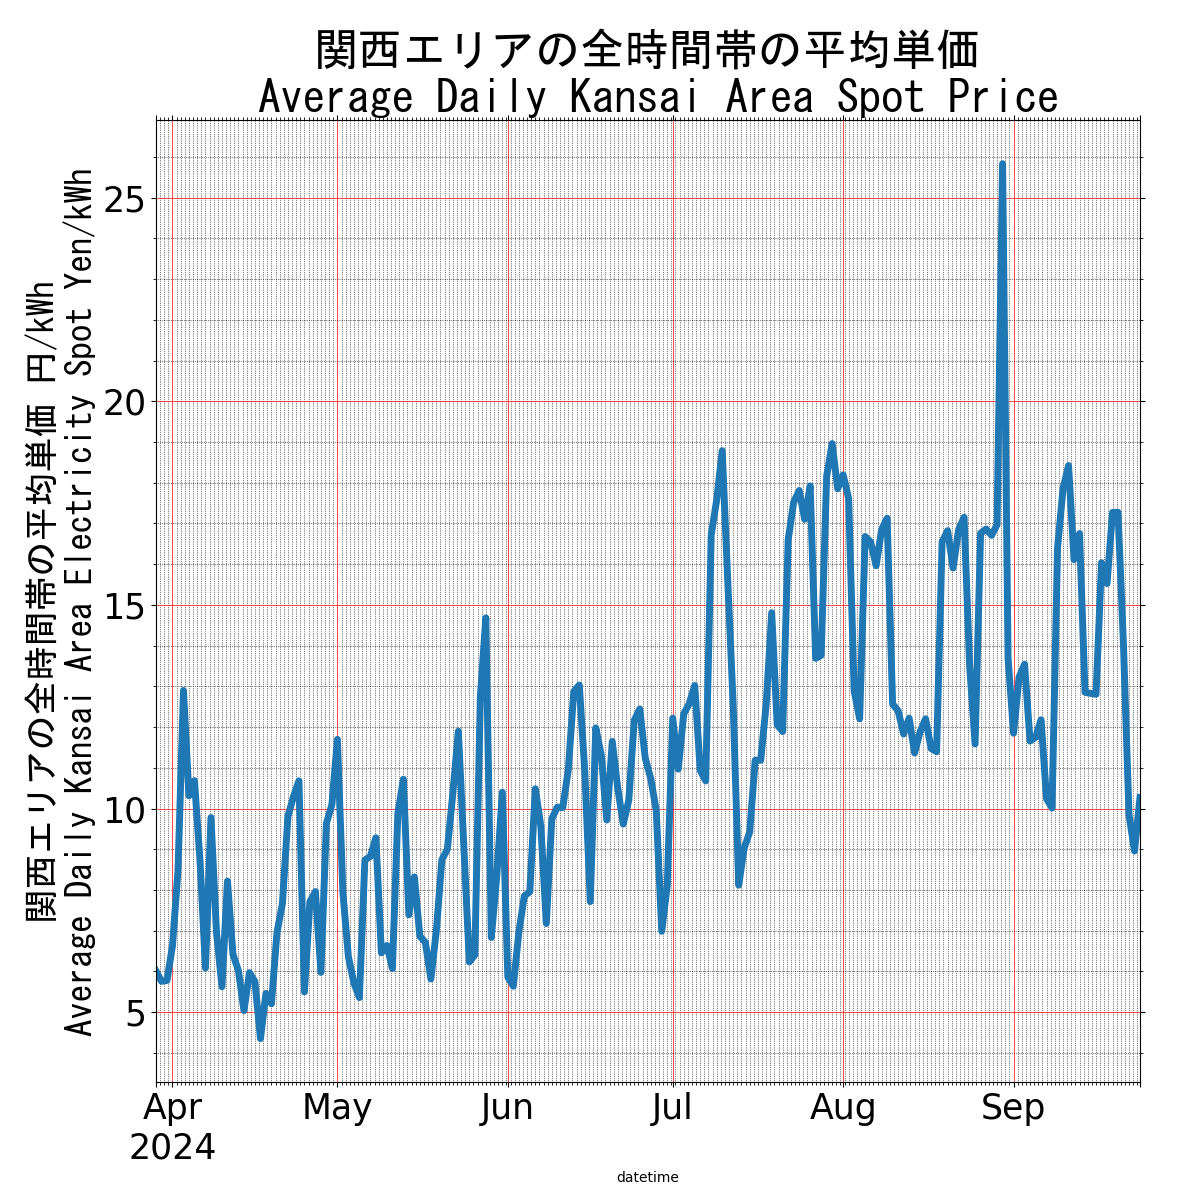 関西エリアの全時間帯の平均単価
Average Daily Kansai Area Spot Price
関西エリアの全時間帯の平均単価 円/kWh
Average Daily Kansai Area Electricity Spot Yen/kWh
25
20
15
10
5
Apr May Jun Jul Aug Sep
2024
datetime